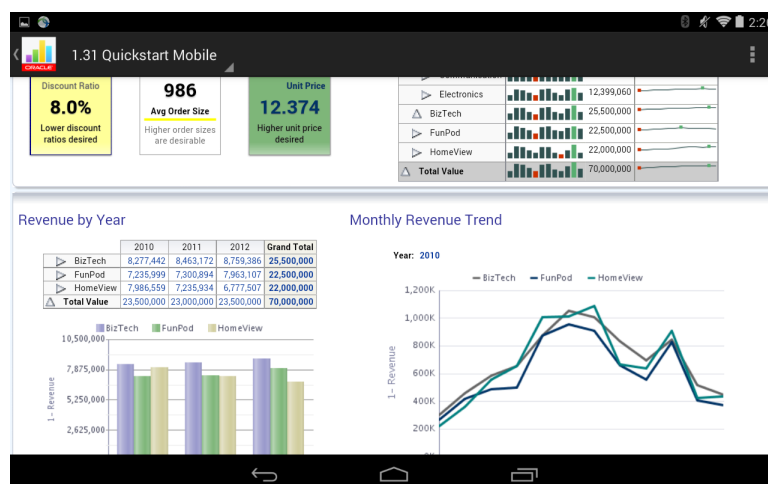 2:20
ORACLE
1.31 Quickstart Mobile
Discount Ratio
8.0%
Lower discount
ratios desired
986
Avg Order Size
Higher order sizes
are desirable
Unit Price
12.374
Higher unit price
desired
Communication
Electronics 12,399,060
BizTech 25,500,000
FunPod 22,500,000
HomeView 22,000,000
Total Value 70,000,000
Revenue by Year
2010 2011 2012 Grand Total
BizTech 8,277,442 8,463,172 8,759,386 25,500,000
FunPod 7,235,999 7,300,894 7,963,107 22,500,000
HomeView 7,986,559 7,235,934 6,777,507 22,000,000
Total Value 23,500,000 23,000,000 23,500,000 70,000,000
BizTech FunPod HomeView
10,500,000
7,875,000
5,250,000
2,625,000
1- Revenue
Monthly Revenue Trend
Year: 2010
BizTech FunPod HomeView
1,200K
1,000K
800K
600K
400K
200K
0K
1- Revenue